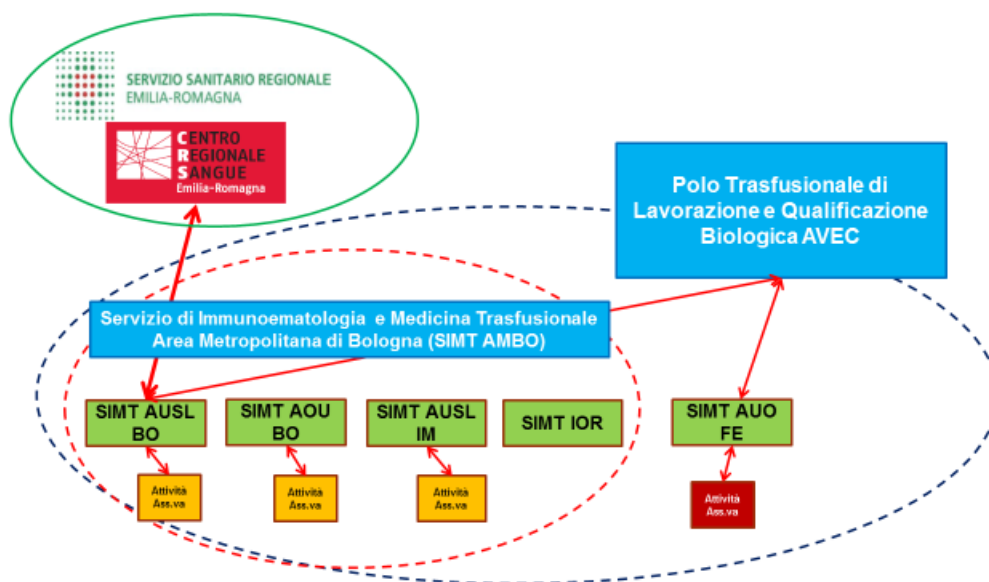 SERVIZIO SANITARIO REGIONALE
EMILIA-ROMAGNA
CENTRO
REGIONALE
SANGUE
Emilia-Romagna
Polo Trasfusionale di
Lavorazione e Qualificazione
Biologica AVEC
Servizio di Immunoematologia e Medicina Trasfusionale
Area Metropolitana di Bologna (SIMT AMBO)
SIMT AUSL
BO
SIMT AOU
BO
SIMT AUSL
IM
SIMT IOR
SIMT AUO
FE
Attività
Ass.va
Attività
Ass.va
Attività
Ass.va
Attività
Ass.va